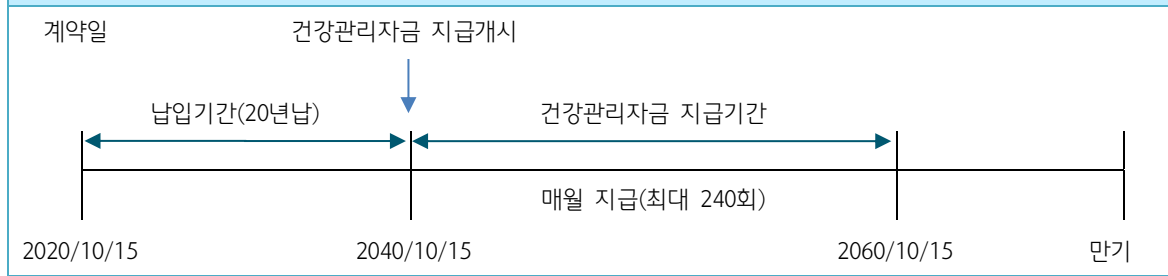 계약일 건강관리자금 지급개시
납입기간(20년납) 건강관리자금 지급기간
매월 지급(최대 240회)
2020/10/15 2040/10/15 2060/10/15 만기